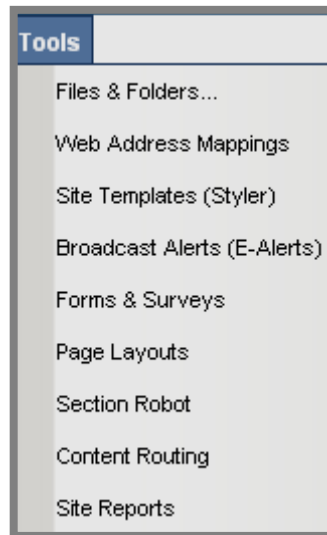 Tools
Files & Folders...
Web Address Mappings
Site Templates (Styler)
Broadcast Alerts (E-Alerts)
Forms & Surveys
Page Layouts
Section Robot
Content Routing
Site Reports